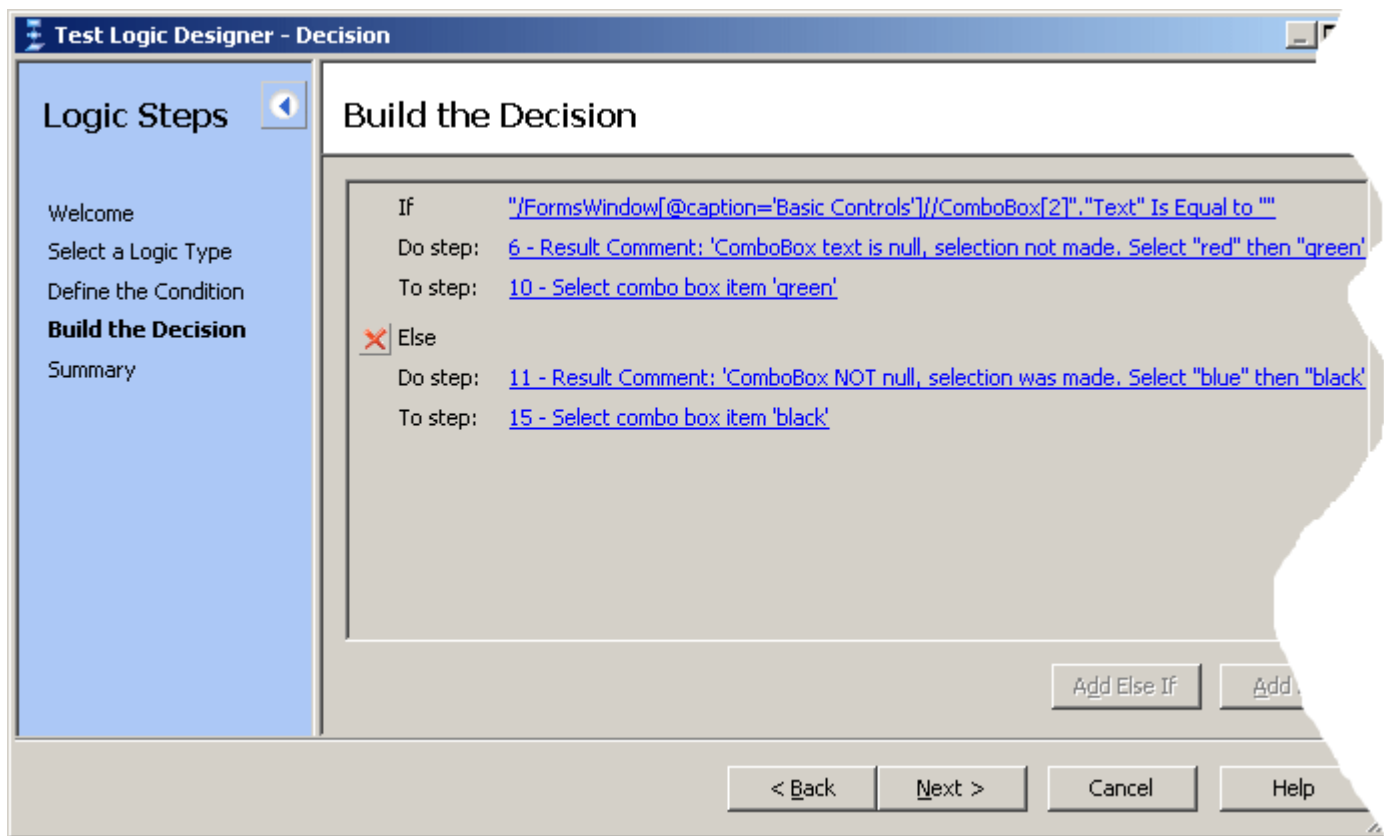 Test Logic Designer - Decision
Logic Steps
Build the Decision
Welcome
Select a Logic Type
Define the Condition
Build the Decision
Summary
If "/FormsWindow[@caption='Basic Controls']//ComboBox[2]"."Text" Is Equal to ""
Do step: 6 - Result Comment: 'ComboBox text is null, selection not made. Select "red" then "green'
To step: 10 - Select combo box item 'green'
Else
Do step: 11 - Result Comment: 'ComboBox NOT null, selection was made. Select "blue" then "black'
To step: 15 - Select combo box item 'black'
Add Else If
Add
< Back
Next >
Cancel
Help